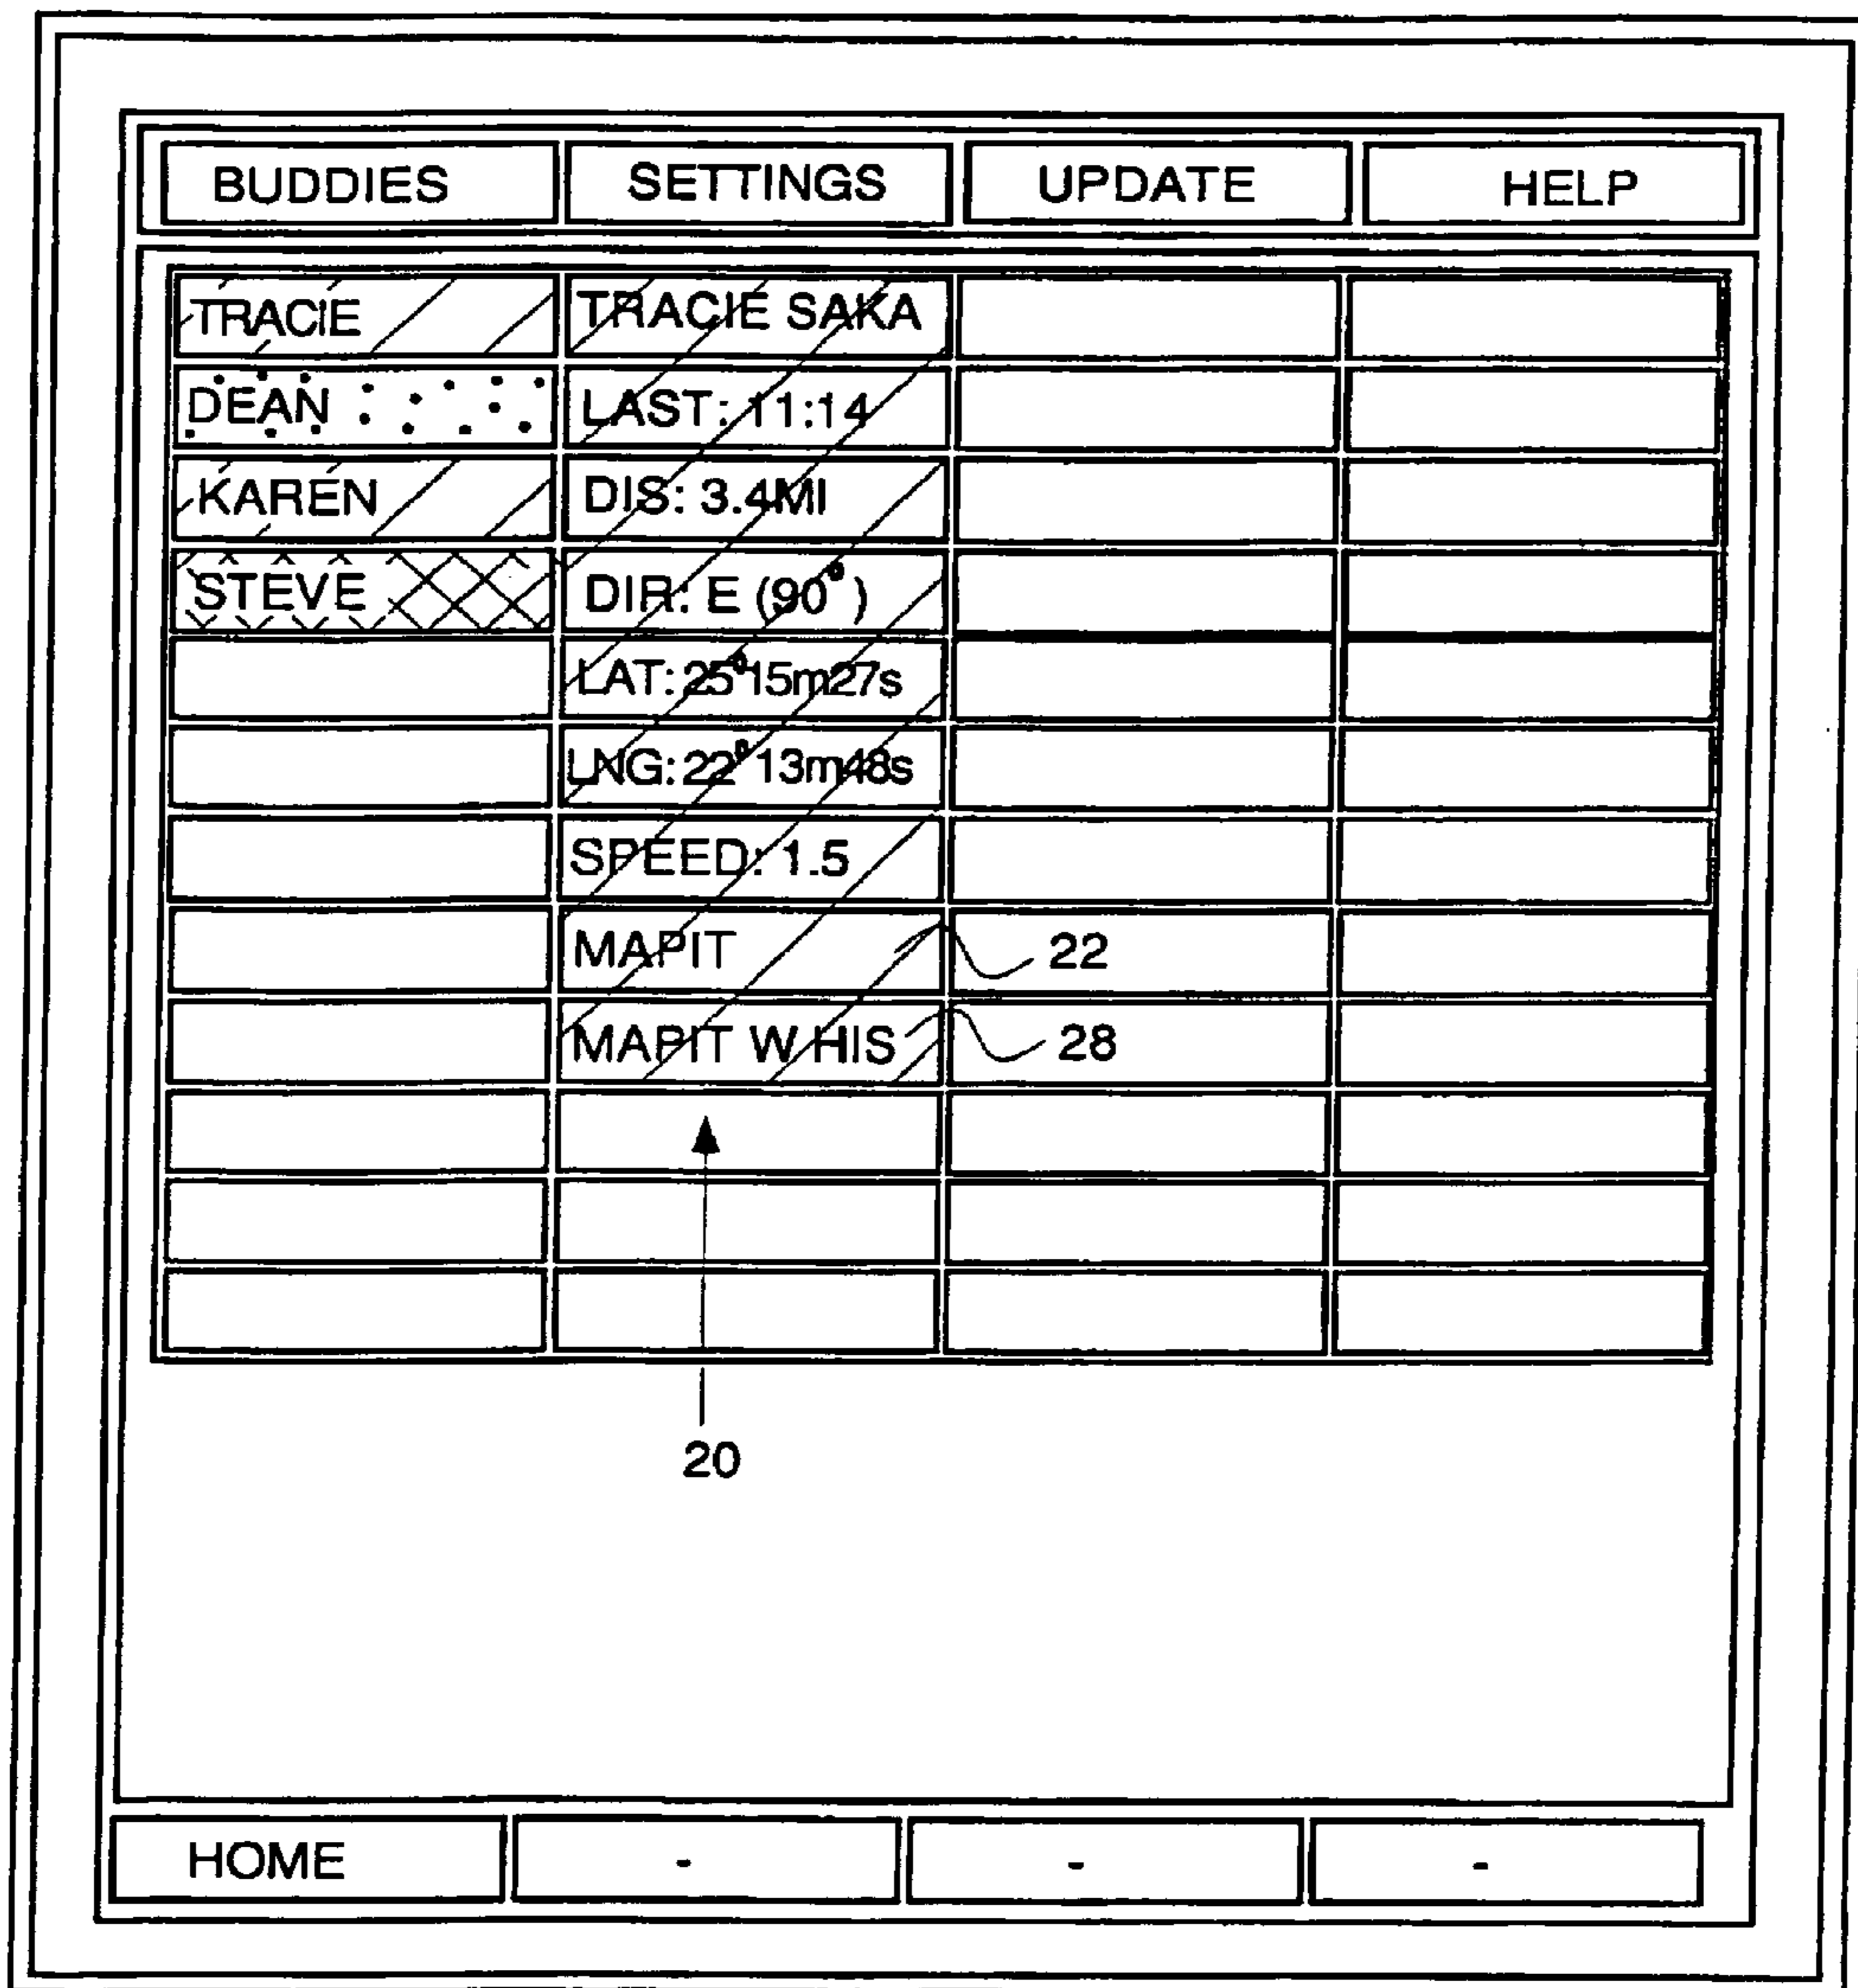 BUDDIES SETTINGS UPDATE HELP
TRACIE TRACIE SAKA
DEAN LAST: 11:14
KAREN DIS: 3.4MI
STEVE DIR: E (90°)
LAT: 25°15m27s
LNG: 22°13m48s
SPEED: 1.5
MAPIT 22
MAPIT W HIS 28
20
HOME - - -